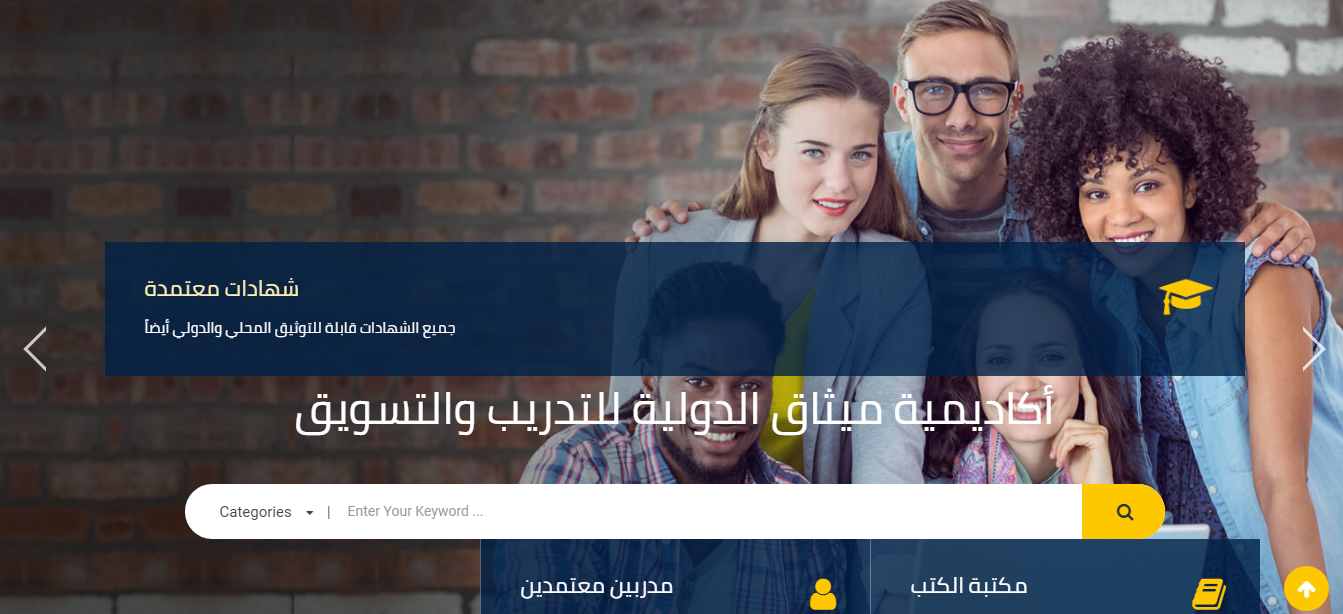 شهادات معتمدة
جميع الشهادات قابلة للتوثيق المحلي والدولي أيضاً
أكاديمية ميثاق الدولية للتدريب والتسويق
Categories | Enter Your Keyword ...
مكتبة الكتب
مدربين معتمدين